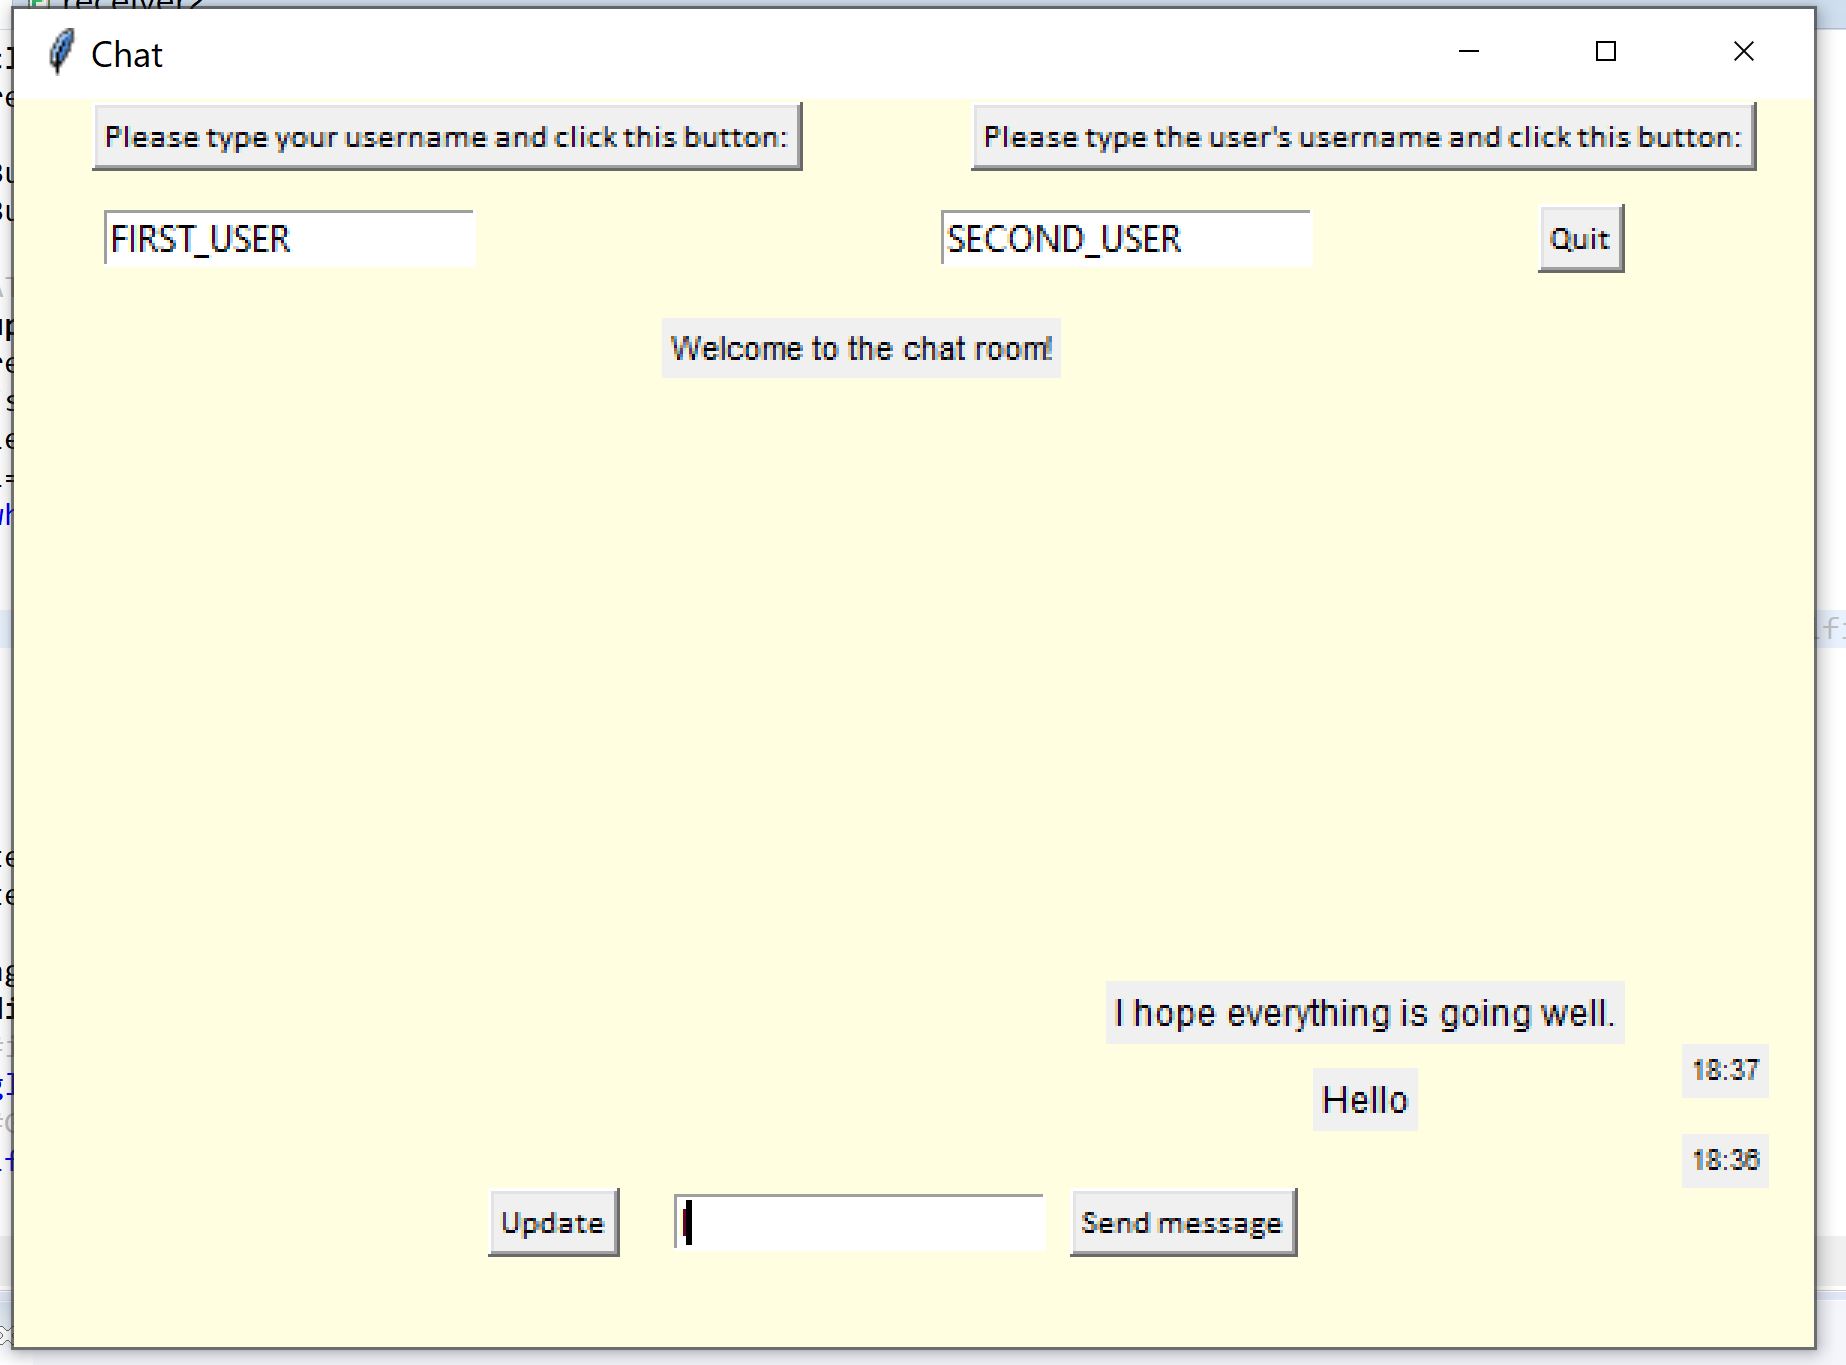 receiver2
Chat
Please type your username and click this button:
Please type the user's username and click this button:
FIRST_USER
SECOND_USER
Quit
Welcome to the chat room!
I hope everything is going well.
18:37
Hello
18:36
Update
Send message